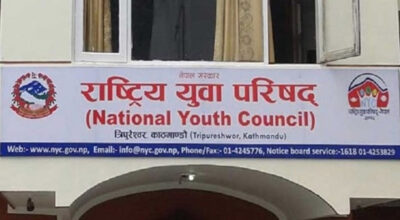 नेपाल सरकार
राष्ट्रिय युवा परिषद
(National Youth Council)
त्रिपुरेश्वर, काठमाण्डौ (Tripureshwor, Kathmandu)
Web:- www.nyc.gov.np, Email:- info@nyc.gov.np, Phone/Fax:- 01-4245776, Notice board service:-1618 01-4253829